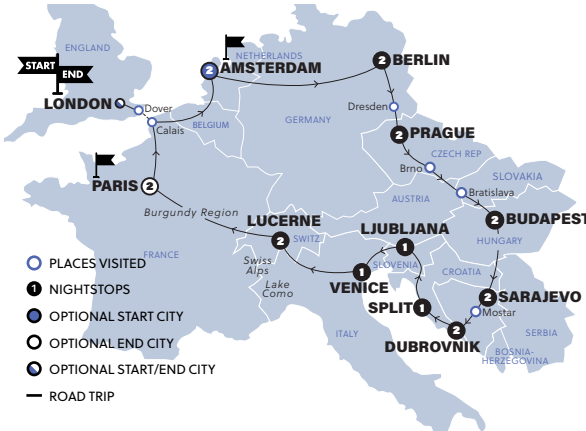 ENGLAND
START
END
LONDON
Dover
Calais
NETHERLANDS
2
AMSTERDAM
BELGIUM
2
BERLIN
GERMANY
Dresden
2
PRAGUE
CZECH REP
Brno
SLOVAKIA
Bratislava
AUSTRIA
2
BUDAPEST
HUNGARY
PARIS
2
Burgundy Region
FRANCE
LUCERNE
2
SWITZ
Swiss
Alps
Lake
Como
LJUBLJANA
1
SLOVENIA
1
VENICE
CROATIA
2
SARAJEVO
Mostar
SPLIT
1
2
DUBROVNIK
SERBIA
BOSNIA-
HERZEGOVINA
ITALY
PLACES VISITED
1 NIGHTSTOPS
OPTIONAL START CITY
OPTIONAL END CITY
OPTIONAL START/END CITY
ROAD TRIP